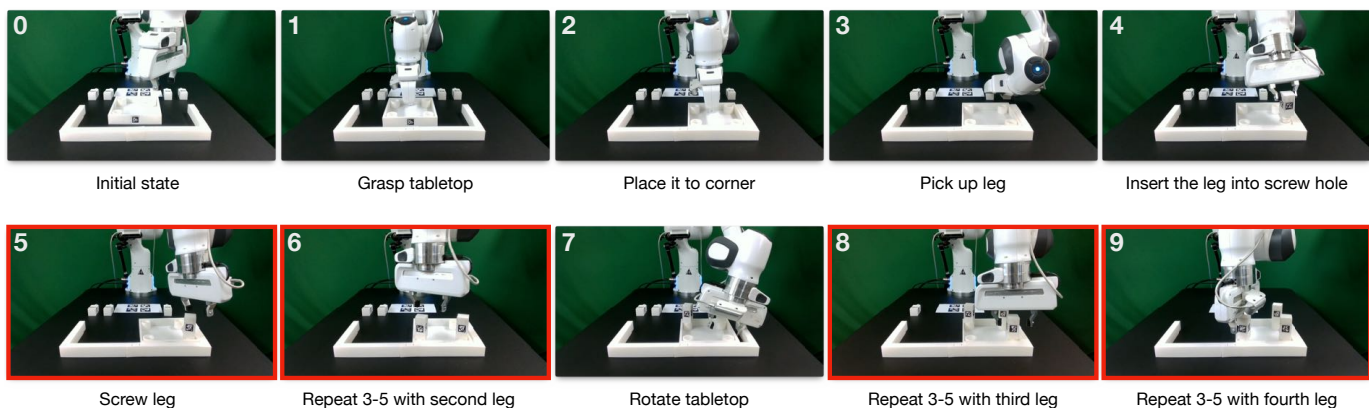 0 1 2 3 4
Initial state Grasp tabletop Place it to corner Pick up leg Insert the leg into screw hole
5 6 7 8 9
Screw leg Repeat 3-5 with second leg Rotate tabletop Repeat 3-5 with third leg Repeat 3-5 with fourth leg